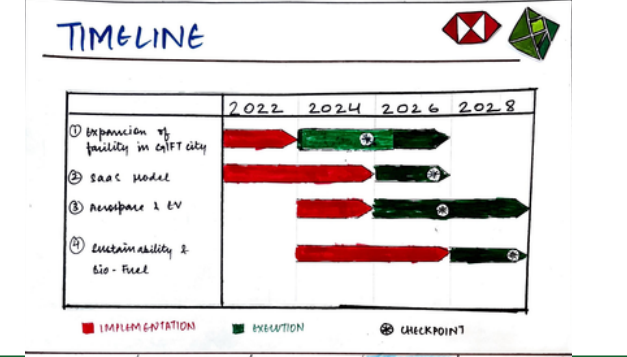 TIMELINE
2022 2024 2026 2028
① Expansion of
facility in GIFT city
② SaaS Model
③ Aerospace & EV
④ Sustainability &
Bio-Fuel
IMPLEMENTATION EXECUTION CHECKPOINT